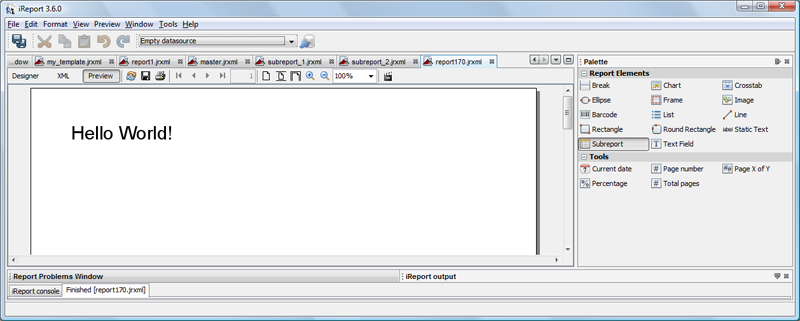 iReport 3.6.0
File Edit Format View Preview Window Tools Help
Empty datasource
...dow my_template.jrxml report1.jrxml master.jrxml subreport_1.jrxml subreport_2.jrxml report170.jrxml
Designer XML Preview 1 100%
Hello World!
Palette
Report Elements
Break Chart Crosstab
Ellipse Frame Image
Barcode List Line
Rectangle Round Rectangle label Static Text
Subreport T Text Field
Tools
7 Current date # Page number #/# Page X of Y
% Percentage # Total pages
Report Problems Window iReport output
iReport console Finished [report170.jrxml]